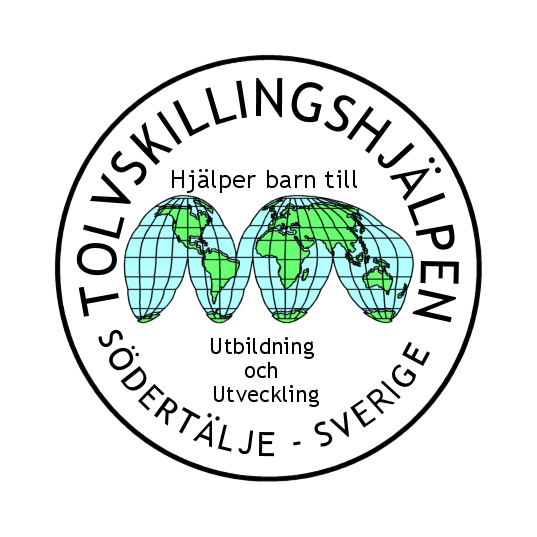 TOLVSKILLINGSHJÄLPEN
Hjälper barn till
Utbildning
och
Utveckling
SÖDERTÄLJE - SVERIGE